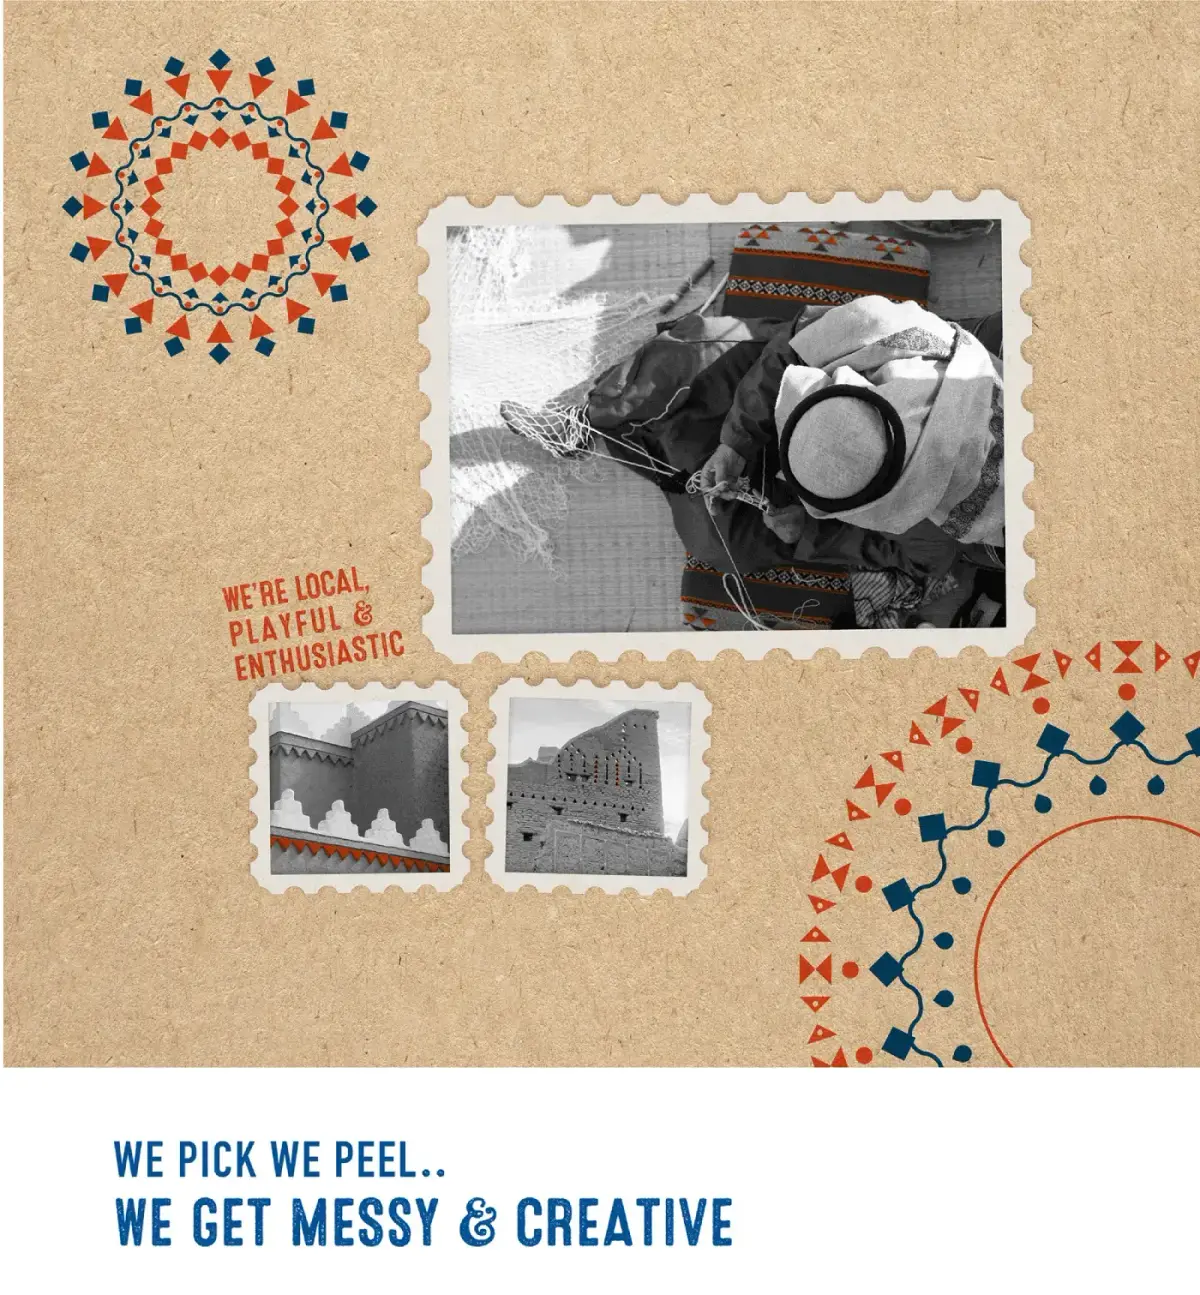 WE'RE LOCAL,
PLAYFUL &
ENTHUSIASTIC
WE PICK WE PEEL..
WE GET MESSY & CREATIVE